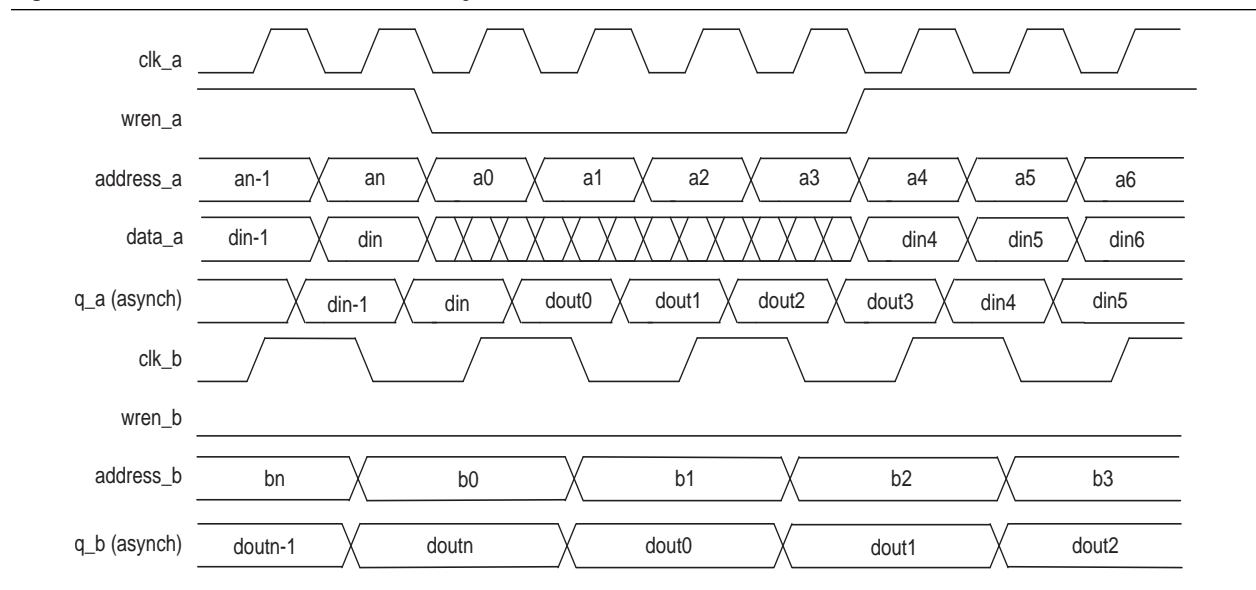 clk_a
wren_a
address_a an-1 an a0 a1 a2 a3 a4 a5 a6
data_a din-1 din din4 din5 din6
q_a (asynch) din-1 din dout0 dout1 dout2 dout3 din4 din5
clk_b
wren_b
address_b bn b0 b1 b2 b3
q_b (asynch) doutn-1 doutn dout0 dout1 dout2